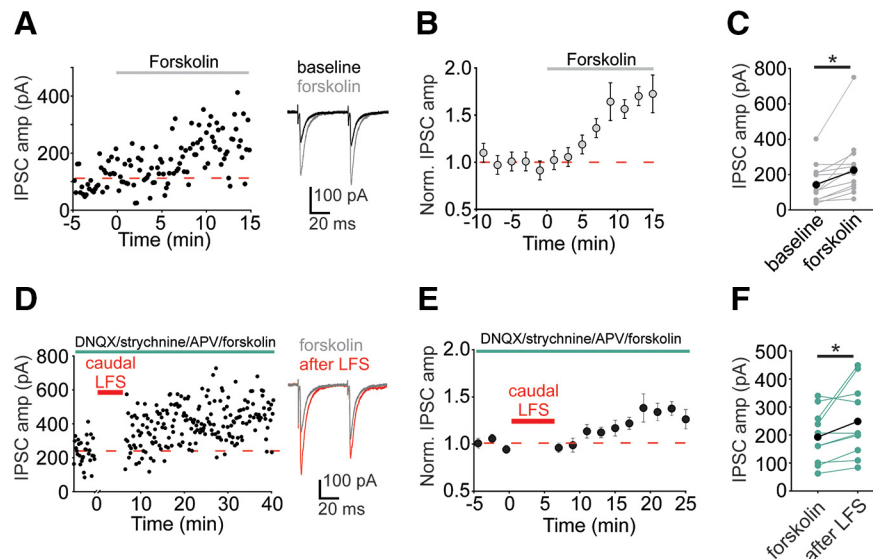 A
Forskolin
IPSC amp (pA)
400
200
0
-5
0
5
10
15
Time (min)
baseline
forskolin
100 pA
20 ms
B
Forskolin
Norm. IPSC amp
2.0
1.5
1.0
0.5
-10
-5
0
5
10
15
Time (min)
C
*
IPSC amp (pA)
800
600
400
200
0
baseline
forskolin
D
DNQX/strychnine/APV/forskolin
caudal
LFS
IPSC amp (pA)
800
600
400
200
0
0
10
20
30
40
Time (min)
forskolin
after LFS
100 pA
20 ms
E
DNQX/strychnine/APV/forskolin
caudal
LFS
Norm. IPSC amp
2.0
1.5
1.0
0.5
-5
0
5
10
15
20
25
Time (min)
F
*
IPSC amp (pA)
500
400
300
200
100
0
forskolin
after LFS